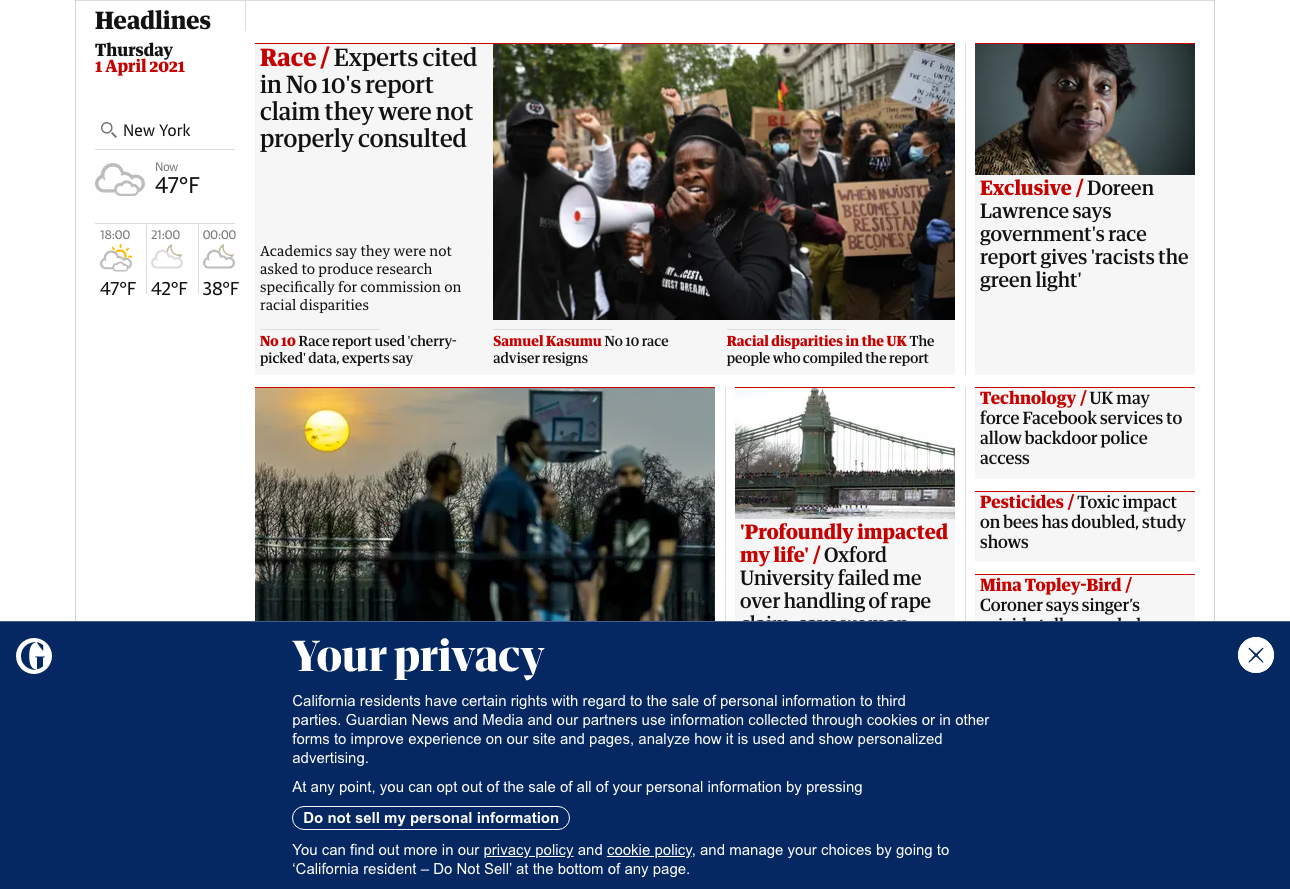 Headlines
Thursday
1 April 2021
New York
Now
47°F
18:00
21:00
00:00
47°F
42°F
38°F
Race / Experts cited
in No 10's report
claim they were not
properly consulted
Academics say they were not
asked to produce research
specifically for commission on
racial disparities
WHEN INJUSTICE
BECOMES LAW
RESISTANCE
BECOMES
No 10 Race report used 'cherry-
picked' data, experts say
Samuel Kasumu No 10 race
adviser resigns
Racial disparities in the UK The
people who compiled the report
Exclusive / Doreen
Lawrence says
government's race
report gives 'racists the
green light'
'Profoundly impacted
my life' / Oxford
University failed me
over handling of rape
Technology / UK may
force Facebook services to
allow backdoor police
access
Pesticides / Toxic impact
on bees has doubled, study
shows
Mina Topley-Bird /
Coroner says singer’s
Your privacy
California residents have certain rights with regard to the sale of personal information to third
parties. Guardian News and Media and our partners use information collected through cookies or in other
forms to improve experience on our site and pages, analyze how it is used and show personalized
advertising.
At any point, you can opt out of the sale of all of your personal information by pressing
Do not sell my personal information
You can find out more in our privacy policy and cookie policy, and manage your choices by going to
‘California resident – Do Not Sell’ at the bottom of any page.